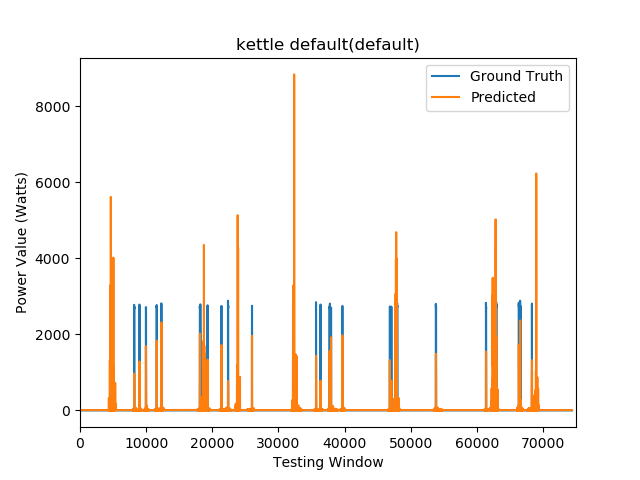 kettle default(default)
Ground Truth
Predicted
Power Value (Watts)
8000
6000
4000
2000
0
0 10000 20000 30000 40000 50000 60000 70000
Testing Window